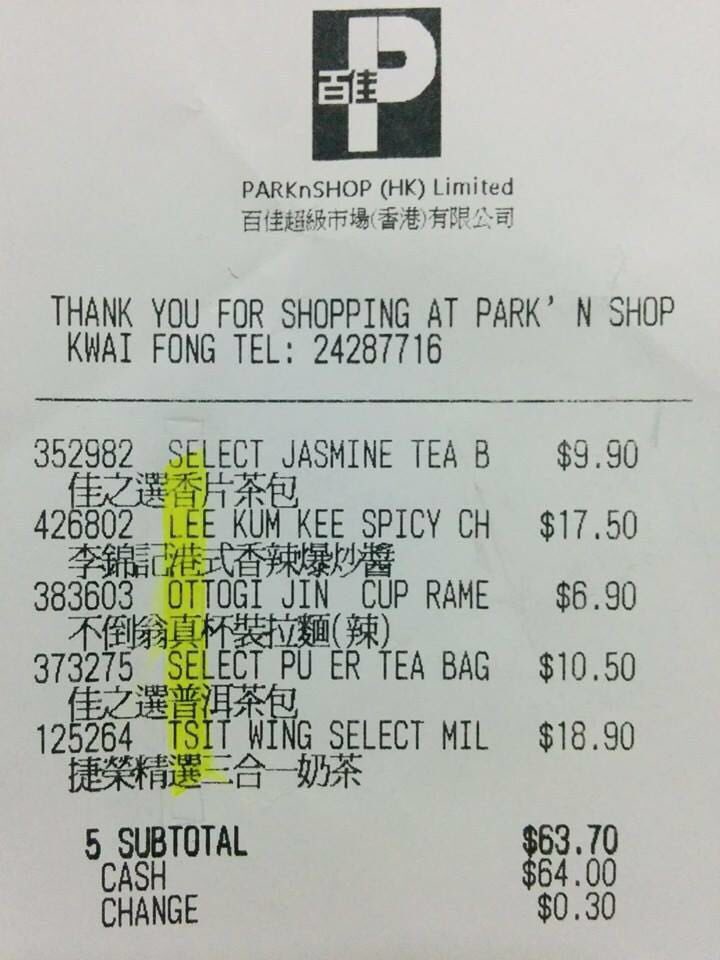 百佳
PARKnSHOP (HK) Limited
百佳超級市場(香港)有限公司
THANK YOU FOR SHOPPING AT PARK' N SHOP
KWAI FONG TEL: 24287716
352982 SELECT JASMINE TEA B $9.90
佳之選香片茶包
426802 LEE KUM KEE SPICY CH $17.50
李錦記港式香辣爆炒醬
383603 OTTOGI JIN CUP RAME $6.90
不倒翁真杯裝拉麵(辣)
373275 SELECT PU ER TEA BAG $10.50
佳之選普洱茶包
125264 TSIT WING SELECT MIL $18.90
捷榮精選三合一奶茶
5 SUBTOTAL $63.70
CASH $64.00
CHANGE $0.30